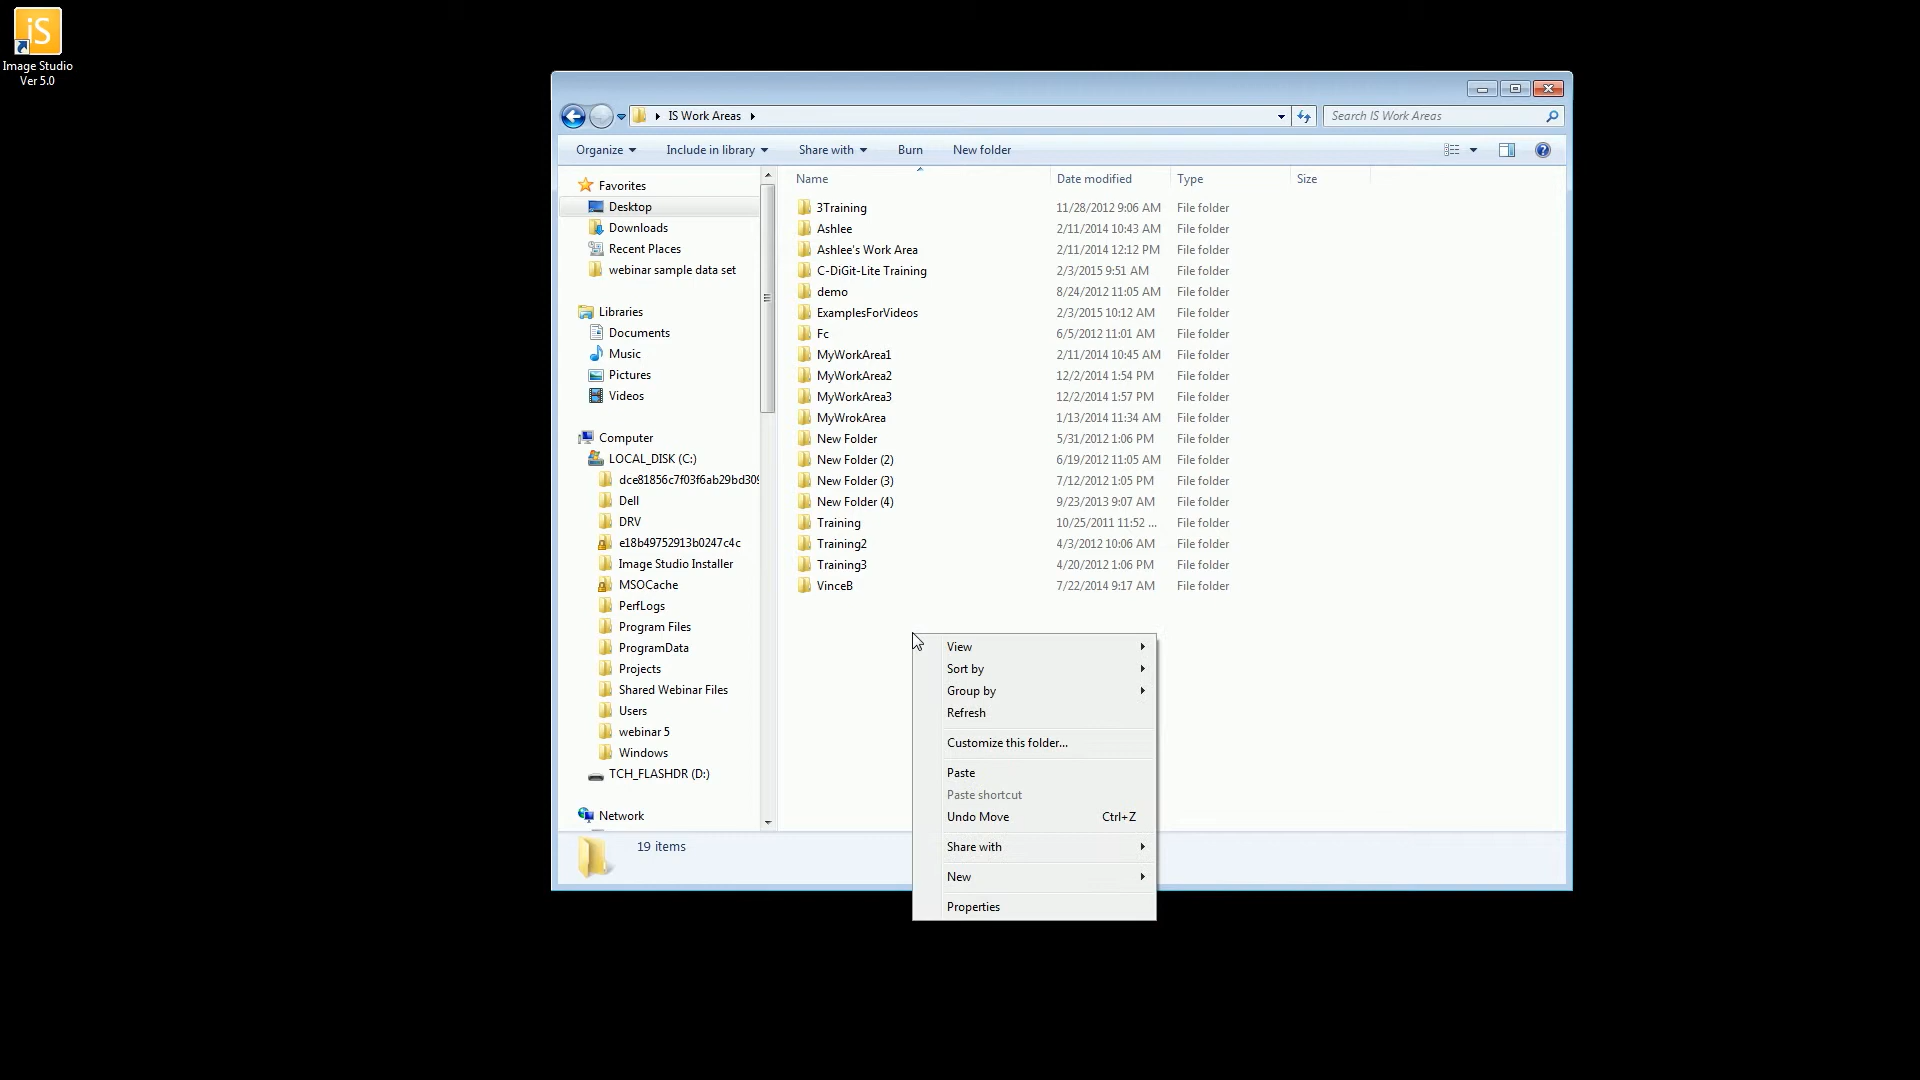 iS
Image Studio
Ver 5.0
IS Work Areas
Search IS Work Areas
Organize
Include in library
Share with
Burn
New folder
Favorites
Desktop
Downloads
Recent Places
webinar sample data set
Libraries
Documents
Music
Pictures
Videos
Computer
LOCAL_DISK (C:)
dce81856c7f03f6ab29bd309
Dell
DRV
e18b49752913b0247c4c
Image Studio Installer
MSOCache
PerfLogs
Program Files
ProgramData
Projects
Shared Webinar Files
Users
webinar 5
Windows
TCH_FLASHDR (D:)
Network
Name Date modified Type Size
3Training 11/28/2012 9:06 AM File folder
Ashlee 2/11/2014 10:43 AM File folder
Ashlee's Work Area 2/11/2014 12:12 PM File folder
C-DiGit-Lite Training 2/3/2015 9:51 AM File folder
demo 8/24/2012 11:05 AM File folder
ExamplesForVideos 2/3/2015 10:12 AM File folder
Fc 6/5/2012 11:01 AM File folder
MyWorkArea1 2/11/2014 10:45 AM File folder
MyWorkArea2 12/2/2014 1:54 PM File folder
MyWorkArea3 12/2/2014 1:57 PM File folder
MyWrokArea 1/13/2014 11:34 AM File folder
New Folder 5/31/2012 1:06 PM File folder
New Folder (2) 6/19/2012 11:05 AM File folder
New Folder (3) 7/12/2012 1:05 PM File folder
New Folder (4) 9/23/2013 9:07 AM File folder
Training 10/25/2011 11:52 ... File folder
Training2 4/3/2012 10:06 AM File folder
Training3 4/20/2012 1:06 PM File folder
VinceB 7/22/2014 9:17 AM File folder
View
Sort by
Group by
Refresh
Customize this folder...
Paste
Paste shortcut
Undo Move Ctrl+Z
Share with
New
Properties
19 items